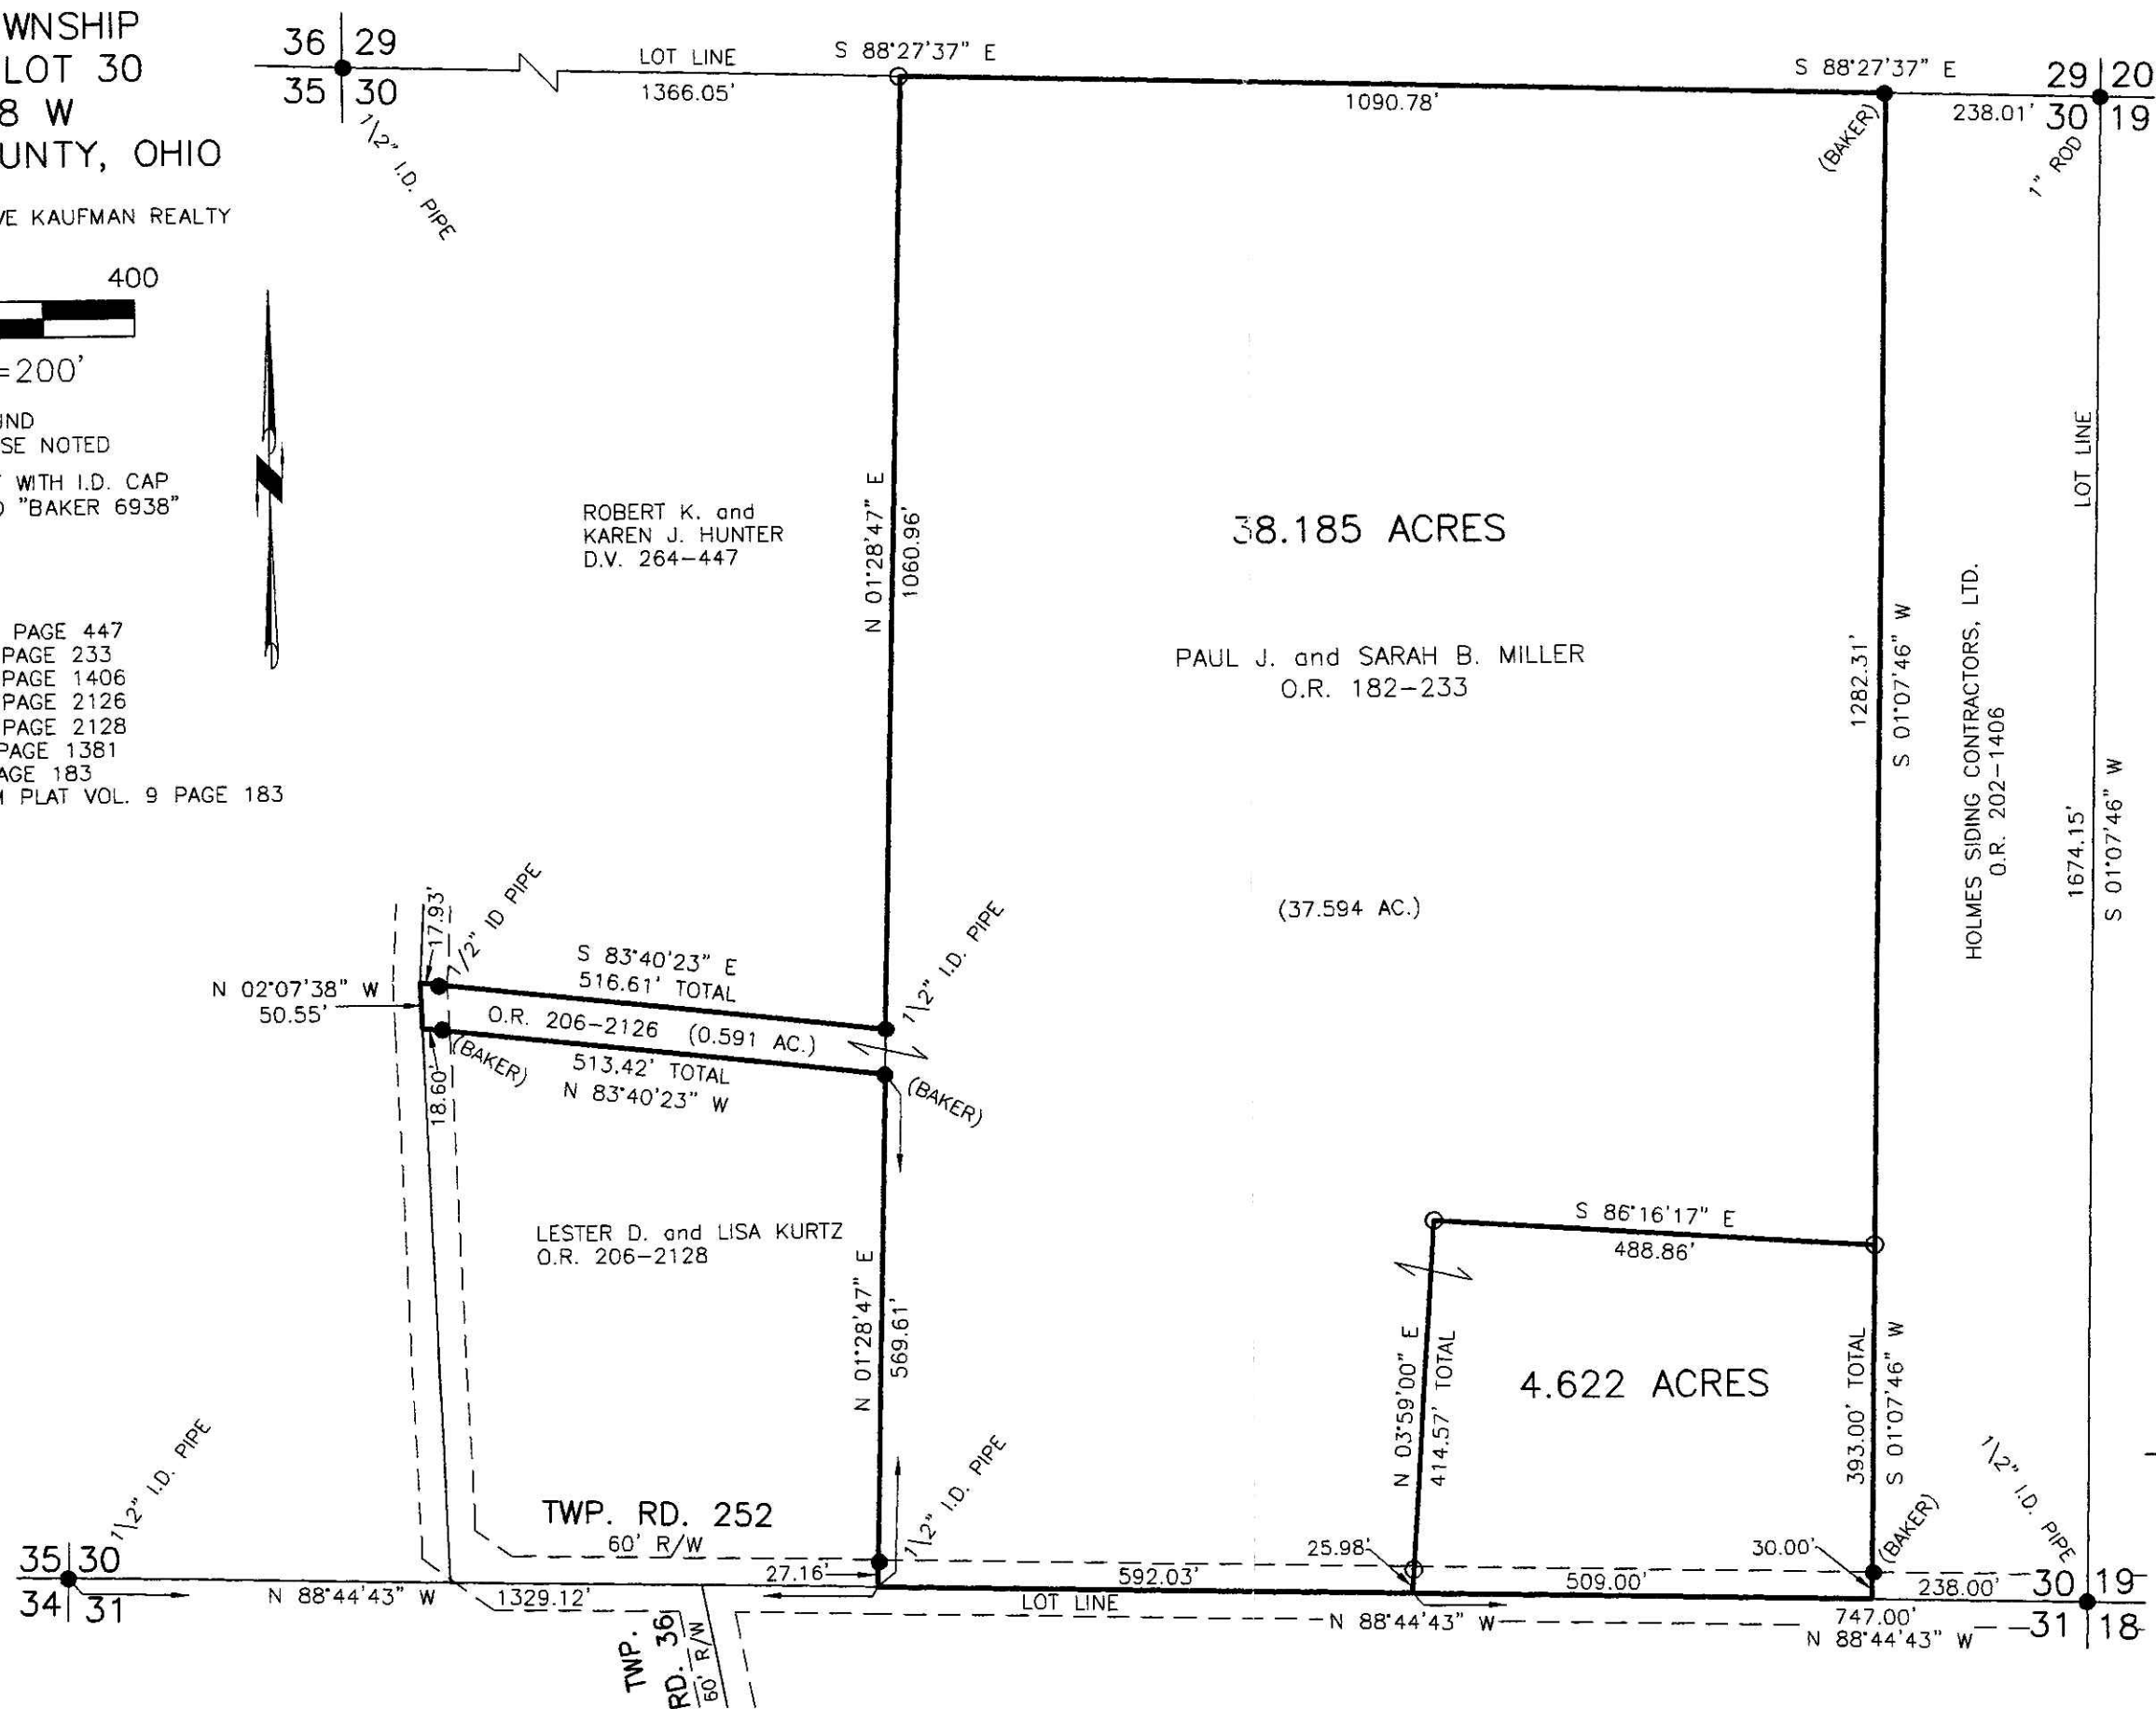 WNSHIP
LOT 30
8 W
UNTY, OHIO
VE KAUFMAN REALTY
400
=200'
UND
SE NOTED
WITH I.D. CAP
"BAKER 6938"
PAGE 447
PAGE 233
PAGE 1406
PAGE 2126
PAGE 2128
PAGE 1381
AGE 183
M PLAT VOL. 9 PAGE 183
36 29
35 30
1\2" I.D. PIPE
LOT LINE
1366.05'
S 88°27'37" E
1090.78'
S 88°27'37" E
(BAKER)
238.01'
29 20
30 19
1" ROD
ROBERT K. and
KAREN J. HUNTER
D.V. 264-447
N 01°28'47" E
1060.96'
38.185 ACRES
PAUL J. and SARAH B. MILLER
O.R. 182-233
(37.594 AC.)
1282.31'
S 01°07'46" W
HOLMES SIDING CONTRACTORS, LTD.
O.R. 202-1406
LOT LINE
1674.15'
S 01°07'46" W
17.93'
1/2" ID PIPE
N 02°07'38" W
50.55'
S 83°40'23" E
516.61' TOTAL
O.R. 206-2126 (0.591 AC.)
513.42' TOTAL
N 83°40'23" W
18.60'
(BAKER)
1\2" I.D. PIPE
(BAKER)
LESTER D. and LISA KURTZ
O.R. 206-2128
N 01°28'47" E
569.61'
S 86°16'17" E
488.86'
N 03°59'00" E
414.57' TOTAL
4.622 ACRES
393.00' TOTAL
S 01°07'46" W
1\2" I.D. PIPE
TWP. RD. 252
60' R/W
1\2" I.D. PIPE
27.16'
592.03'
25.98'
509.00'
30.00'
(BAKER)
238.00'
1\2" I.D. PIPE
35 30
34 31
N 88°44'43" W
1329.12'
LOT LINE
N 88°44'43" W
747.00'
N 88°44'43" W
30 19
31 18
TWP.
RD. 36
60' R/W